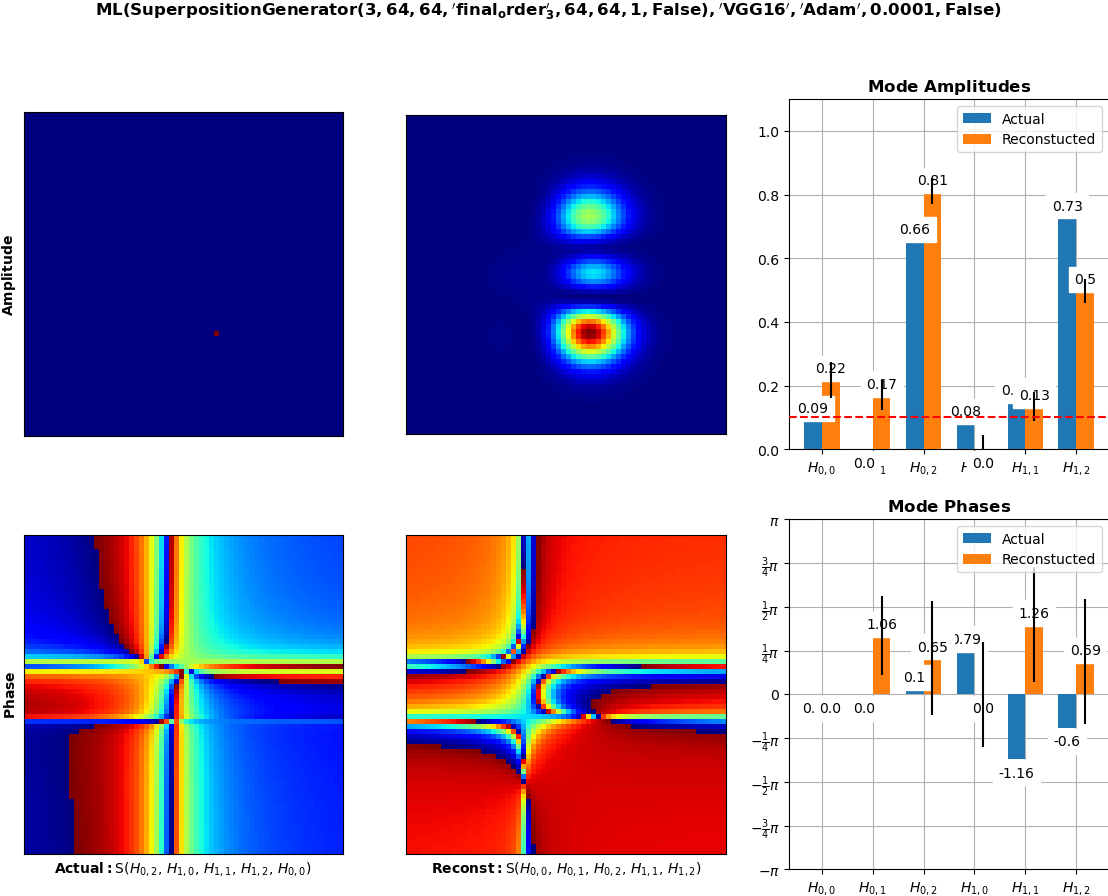 ML(SuperpositionGenerator(3, 64, 64, 'final_order'_3, 64, 64, 1, False), 'VGG16', 'Adam', 0.0001, False)
Mode Amplitudes
Actual
Reconstucted
1.0
0.8
0.6
0.4
0.2
0.0
0.09
0.22
0.0
0.17
0.66
0.81
0.08
0.0
0.
0.13
0.73
0.5
H0,0
1
H0,2
H1,1
H1,2
Amplitude
Mode Phases
Actual
Reconstucted
π
3/4π
1/2π
1/4π
0
−1/4π
−1/2π
−3/4π
−π
0.
0.0
0.0
1.06
0.1
0.65
0.79
0.0
-1.16
1.26
-0.6
0.59
H0,0
H0,1
H0,2
H1,0
H1,1
H1,2
Phase
Actual: S(H0,2, H1,0, H1,1, H1,2, H0,0)
Reconst: S(H0,0, H0,1, H0,2, H1,1, H1,2)